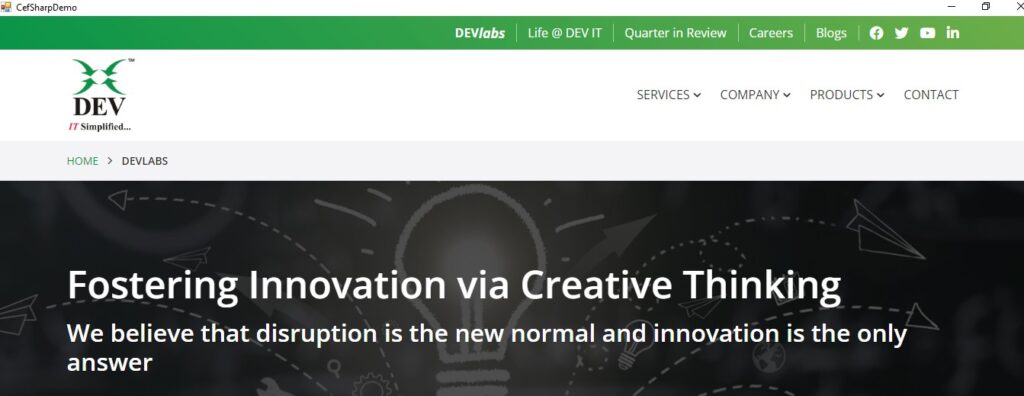 CefSharpDemo
DEVlabs Life @ DEV IT Quarter in Review Careers Blogs
TM
DEV
IT Simplified...
SERVICES COMPANY PRODUCTS CONTACT
HOME > DEVLABS
Fostering Innovation via Creative Thinking
We believe that disruption is the new normal and innovation is the only
answer